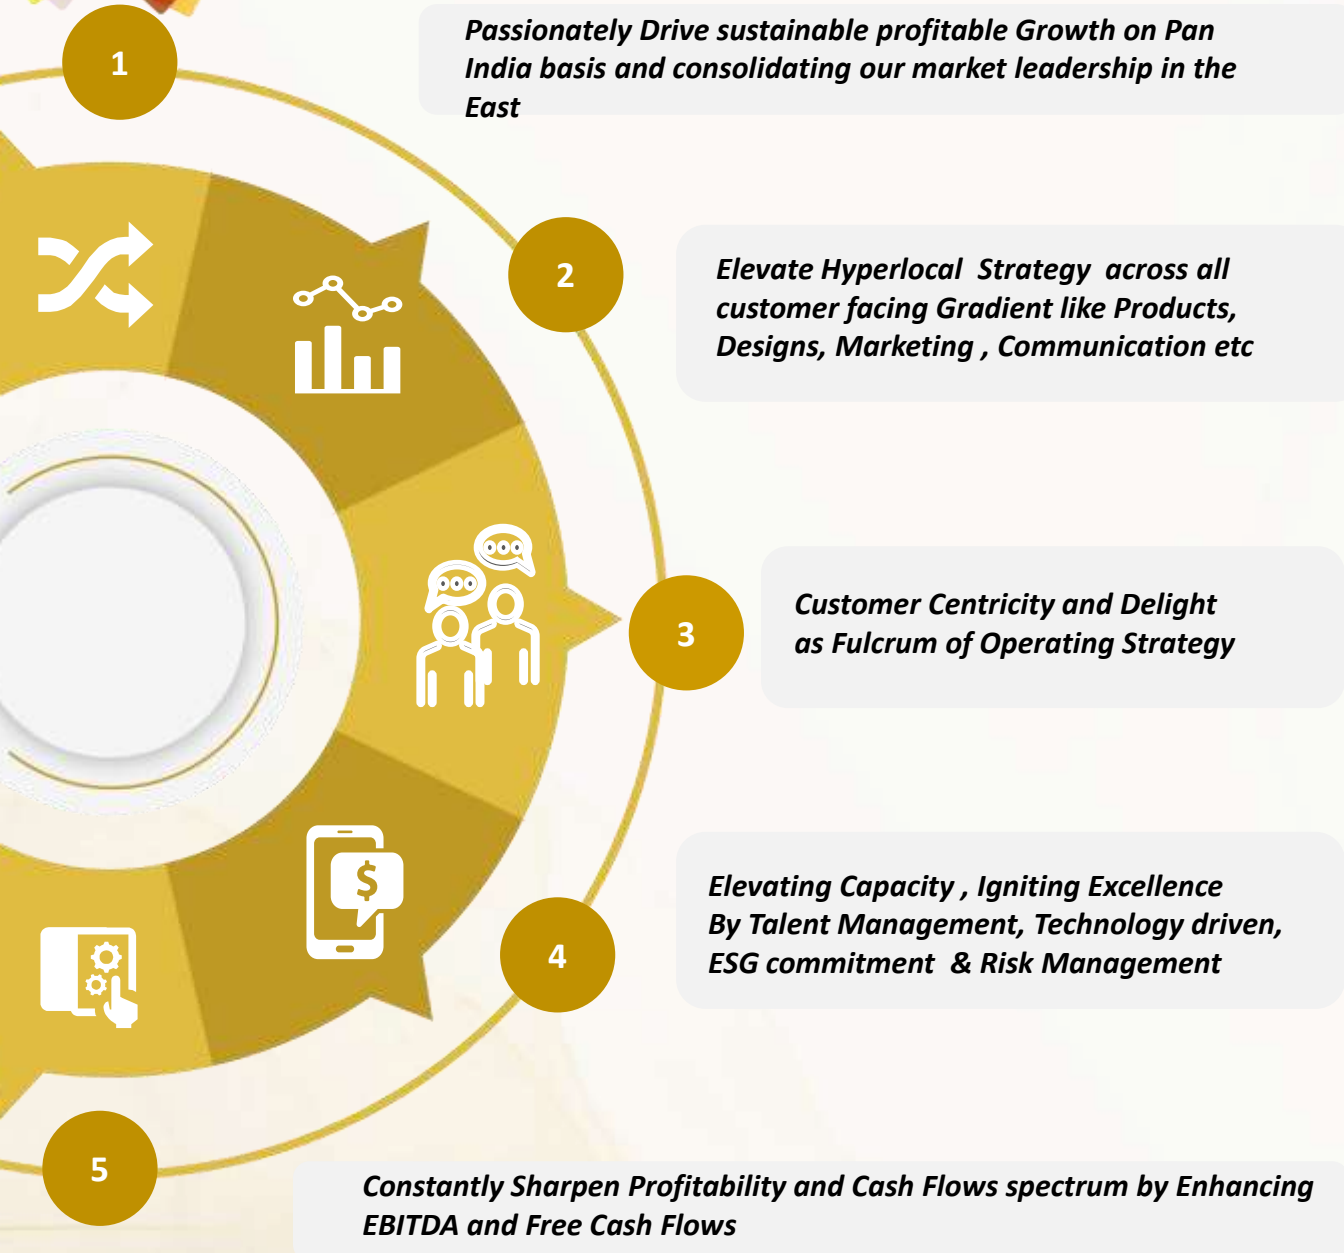 1
Passionately Drive sustainable profitable Growth on Pan
India basis and consolidating our market leadership in the
East
2
Elevate Hyperlocal Strategy across all
customer facing Gradient like Products,
Designs, Marketing , Communication etc
3
Customer Centricity and Delight
as Fulcrum of Operating Strategy
4
Elevating Capacity , Igniting Excellence
By Talent Management, Technology driven,
ESG commitment & Risk Management
$
5
Constantly Sharpen Profitability and Cash Flows spectrum by Enhancing
EBITDA and Free Cash Flows